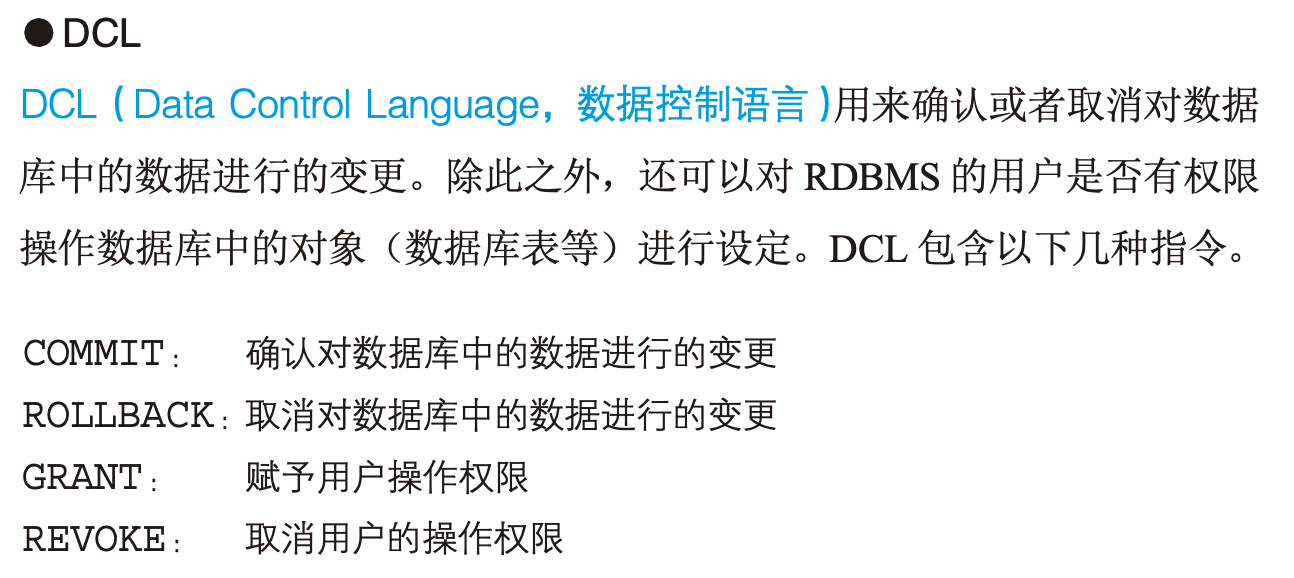 ●DCL
DCL（Data Control Language，数据控制语言）用来确认或者取消对数据
库中的数据进行的变更。除此之外，还可以对 RDBMS 的用户是否有权限
操作数据库中的对象（数据库表等）进行设定。DCL 包含以下几种指令。
COMMIT： 确认对数据库中的数据进行的变更
ROLLBACK：取消对数据库中的数据进行的变更
GRANT： 赋予用户操作权限
REVOKE： 取消用户的操作权限